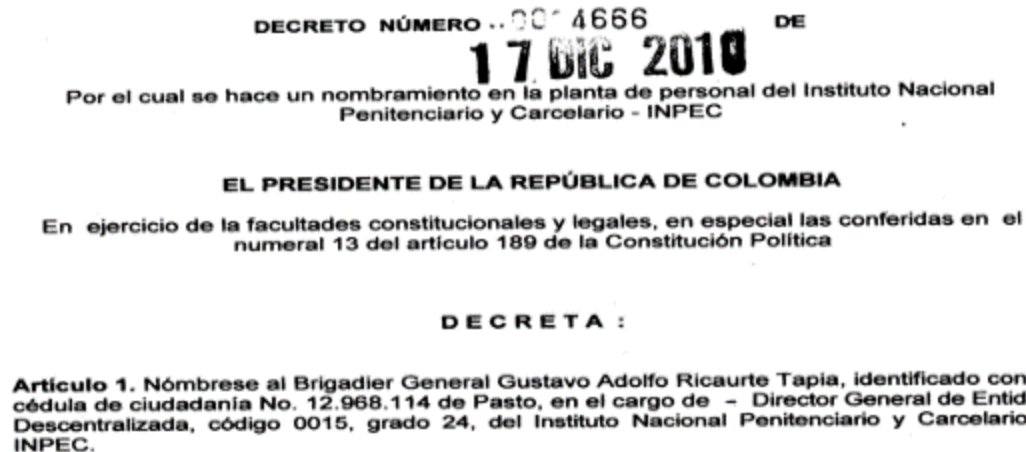 DECRETO NÚMERO 4666 DE
17 DIC 2010
Por el cual se hace un nombramiento en la planta de personal del Instituto Nacional
Penitenciario y Carcelario - INPEC
EL PRESIDENTE DE LA REPÚBLICA DE COLOMBIA
En ejercicio de la facultades constitucionales y legales, en especial las conferidas en el
numeral 13 del artículo 189 de la Constitución Política
DECRETA :
Artículo 1. Nómbrese al Brigadier General Gustavo Adolfo Ricaurte Tapia, identificado con
cédula de ciudadanía No. 12.968.114 de Pasto, en el cargo de – Director General de Entid
Descentralizada, código 0015, grado 24, del Instituto Nacional Penitenciario y Carcelario
INPEC.